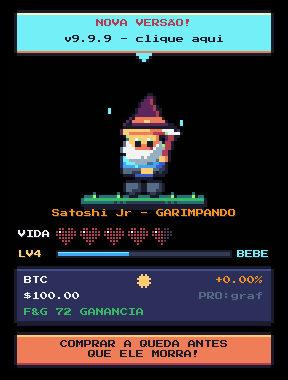 NOVA VERSÃO!
v9.9.9 - clique aqui
Satoshi Jr - GARIMPANDO
VIDA
LV4 BEBE
BTC +0.00%
$100.00 PRO:graf
F&G 72 GANANCIA
COMPRAR A QUEDA ANTES
QUE ELE MORRA!